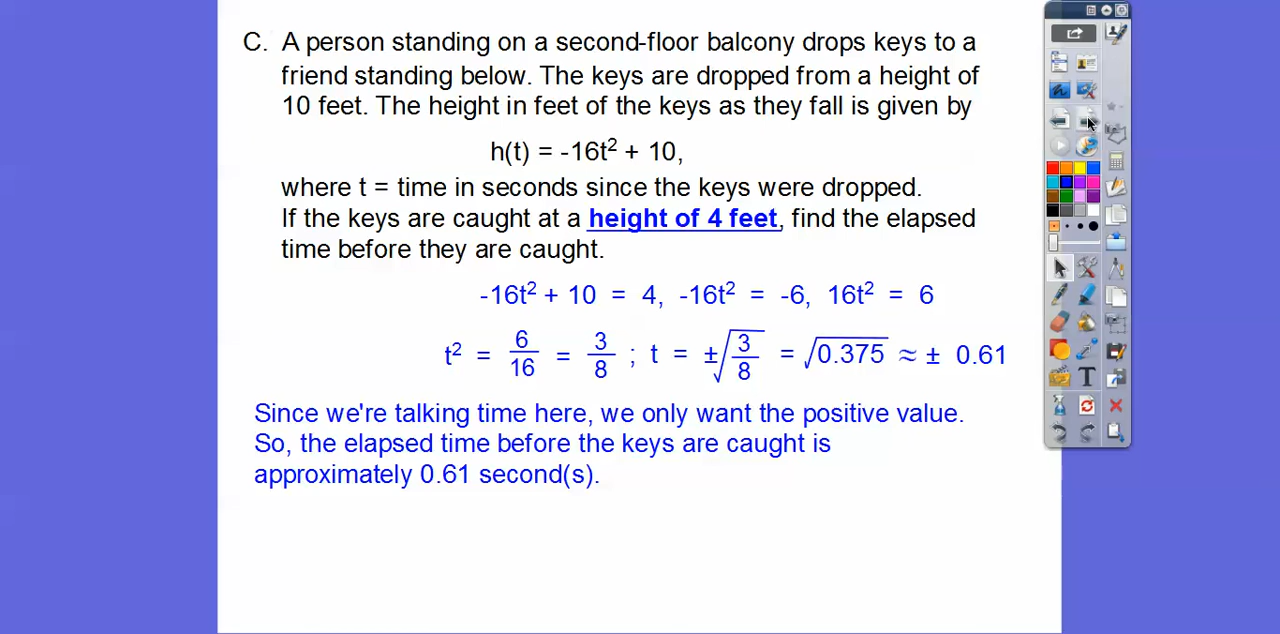 C. A person standing on a second-floor balcony drops keys to a
friend standing below. The keys are dropped from a height of
10 feet. The height in feet of the keys as they fall is given by
h(t) = -16t² + 10,
where t = time in seconds since the keys were dropped.
If the keys are caught at a height of 4 feet, find the elapsed
time before they are caught.
-16t² + 10 = 4, -16t² = -6, 16t² = 6
t² = 6/16 = 3/8 ; t = ±√(3/8) = √0.375 ≈ ± 0.61
Since we're talking time here, we only want the positive value.
So, the elapsed time before the keys are caught is
approximately 0.61 second(s).
T